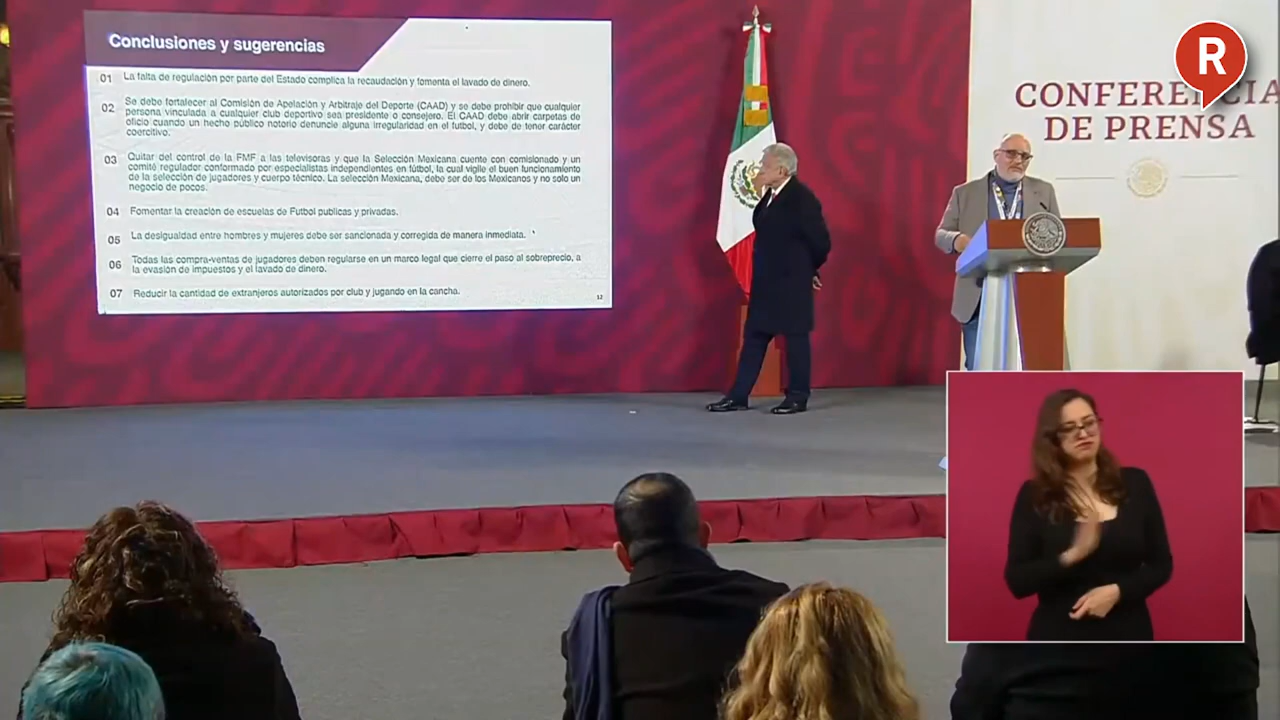 Conclusiones y sugerencias
01 La falta de regulación por parte del Estado complica la recaudación y fomenta el lavado de dinero.
02 Se debe fortalecer al Comisión de Apelación y Arbitraje del Deporte (CAAD) y se debe prohibir que cualquier
persona vinculada a cualquier club deportivo sea presidente o consejero. El CAAD debe abrir carpetas de
oficio cuando un hecho público notorio denuncie alguna irregularidad en el futbol, y debe de tener carácter
coercitivo.
03 Quitar del control de la FMF a las televisoras y que la Selección Mexicana cuente con comisionado y un
comité regulador conformado por especialistas independientes en fútbol, la cual vigile el buen funcionamiento
de la selección de jugadores y cuerpo técnico. La selección Mexicana, debe ser de los Mexicanos y no solo un
negocio de pocos.
04 Fomentar la creación de escuelas de Futbol publicas y privadas.
05 La desigualdad entre hombres y mujeres debe ser sancionada y corregida de manera inmediata.
06 Todas las compra-ventas de jugadores deben regularse en un marco legal que cierre el paso al sobreprecio, a
la evasión de impuestos y el lavado de dinero.
07 Reducir la cantidad de extranjeros autorizados por club y jugando en la cancha.
12
R
CONFERENCIA
DE PRENSA